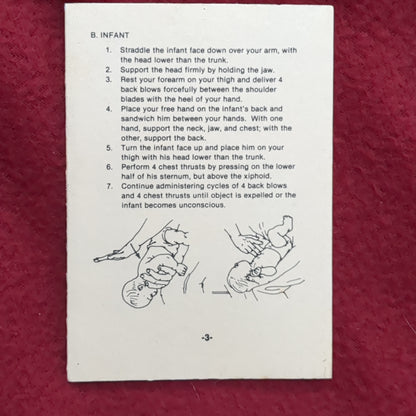 B. INFANT
1. Straddle the infant face down over your arm, with
the head lower than the trunk.
2. Support the head firmly by holding the jaw.
3. Rest your forearm on your thigh and deliver 4
back blows forcefully between the shoulder
blades with the heel of your hand.
4. Place your free hand on the infant's back and
sandwich him between your hands. With one
hand, support the neck, jaw, and chest; with the
other, support the back.
5. Turn the infant face up and place him on your
thigh with his head lower than the trunk.
6. Perform 4 chest thrusts by pressing on the lower
half of his sternum, but above the xiphoid.
7. Continue administering cycles of 4 back blows
and 4 chest thrusts until object is expelled or the
infant becomes unconscious.
-3-